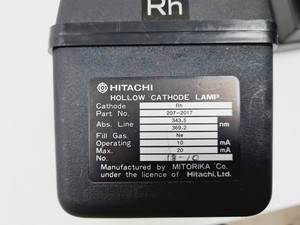 Rh
HITACHI
HOLLOW CATHODE LAMP
Cathode Rh
Part No. 207-2017
Abs. Line 343.5
369.2 nm
Fill Gas. Ne
Operating 10 mA
Max. 20 mA
No. 18-10
Manufactured by MITORIKA Co.
under the licence of Hitachi,Ltd.